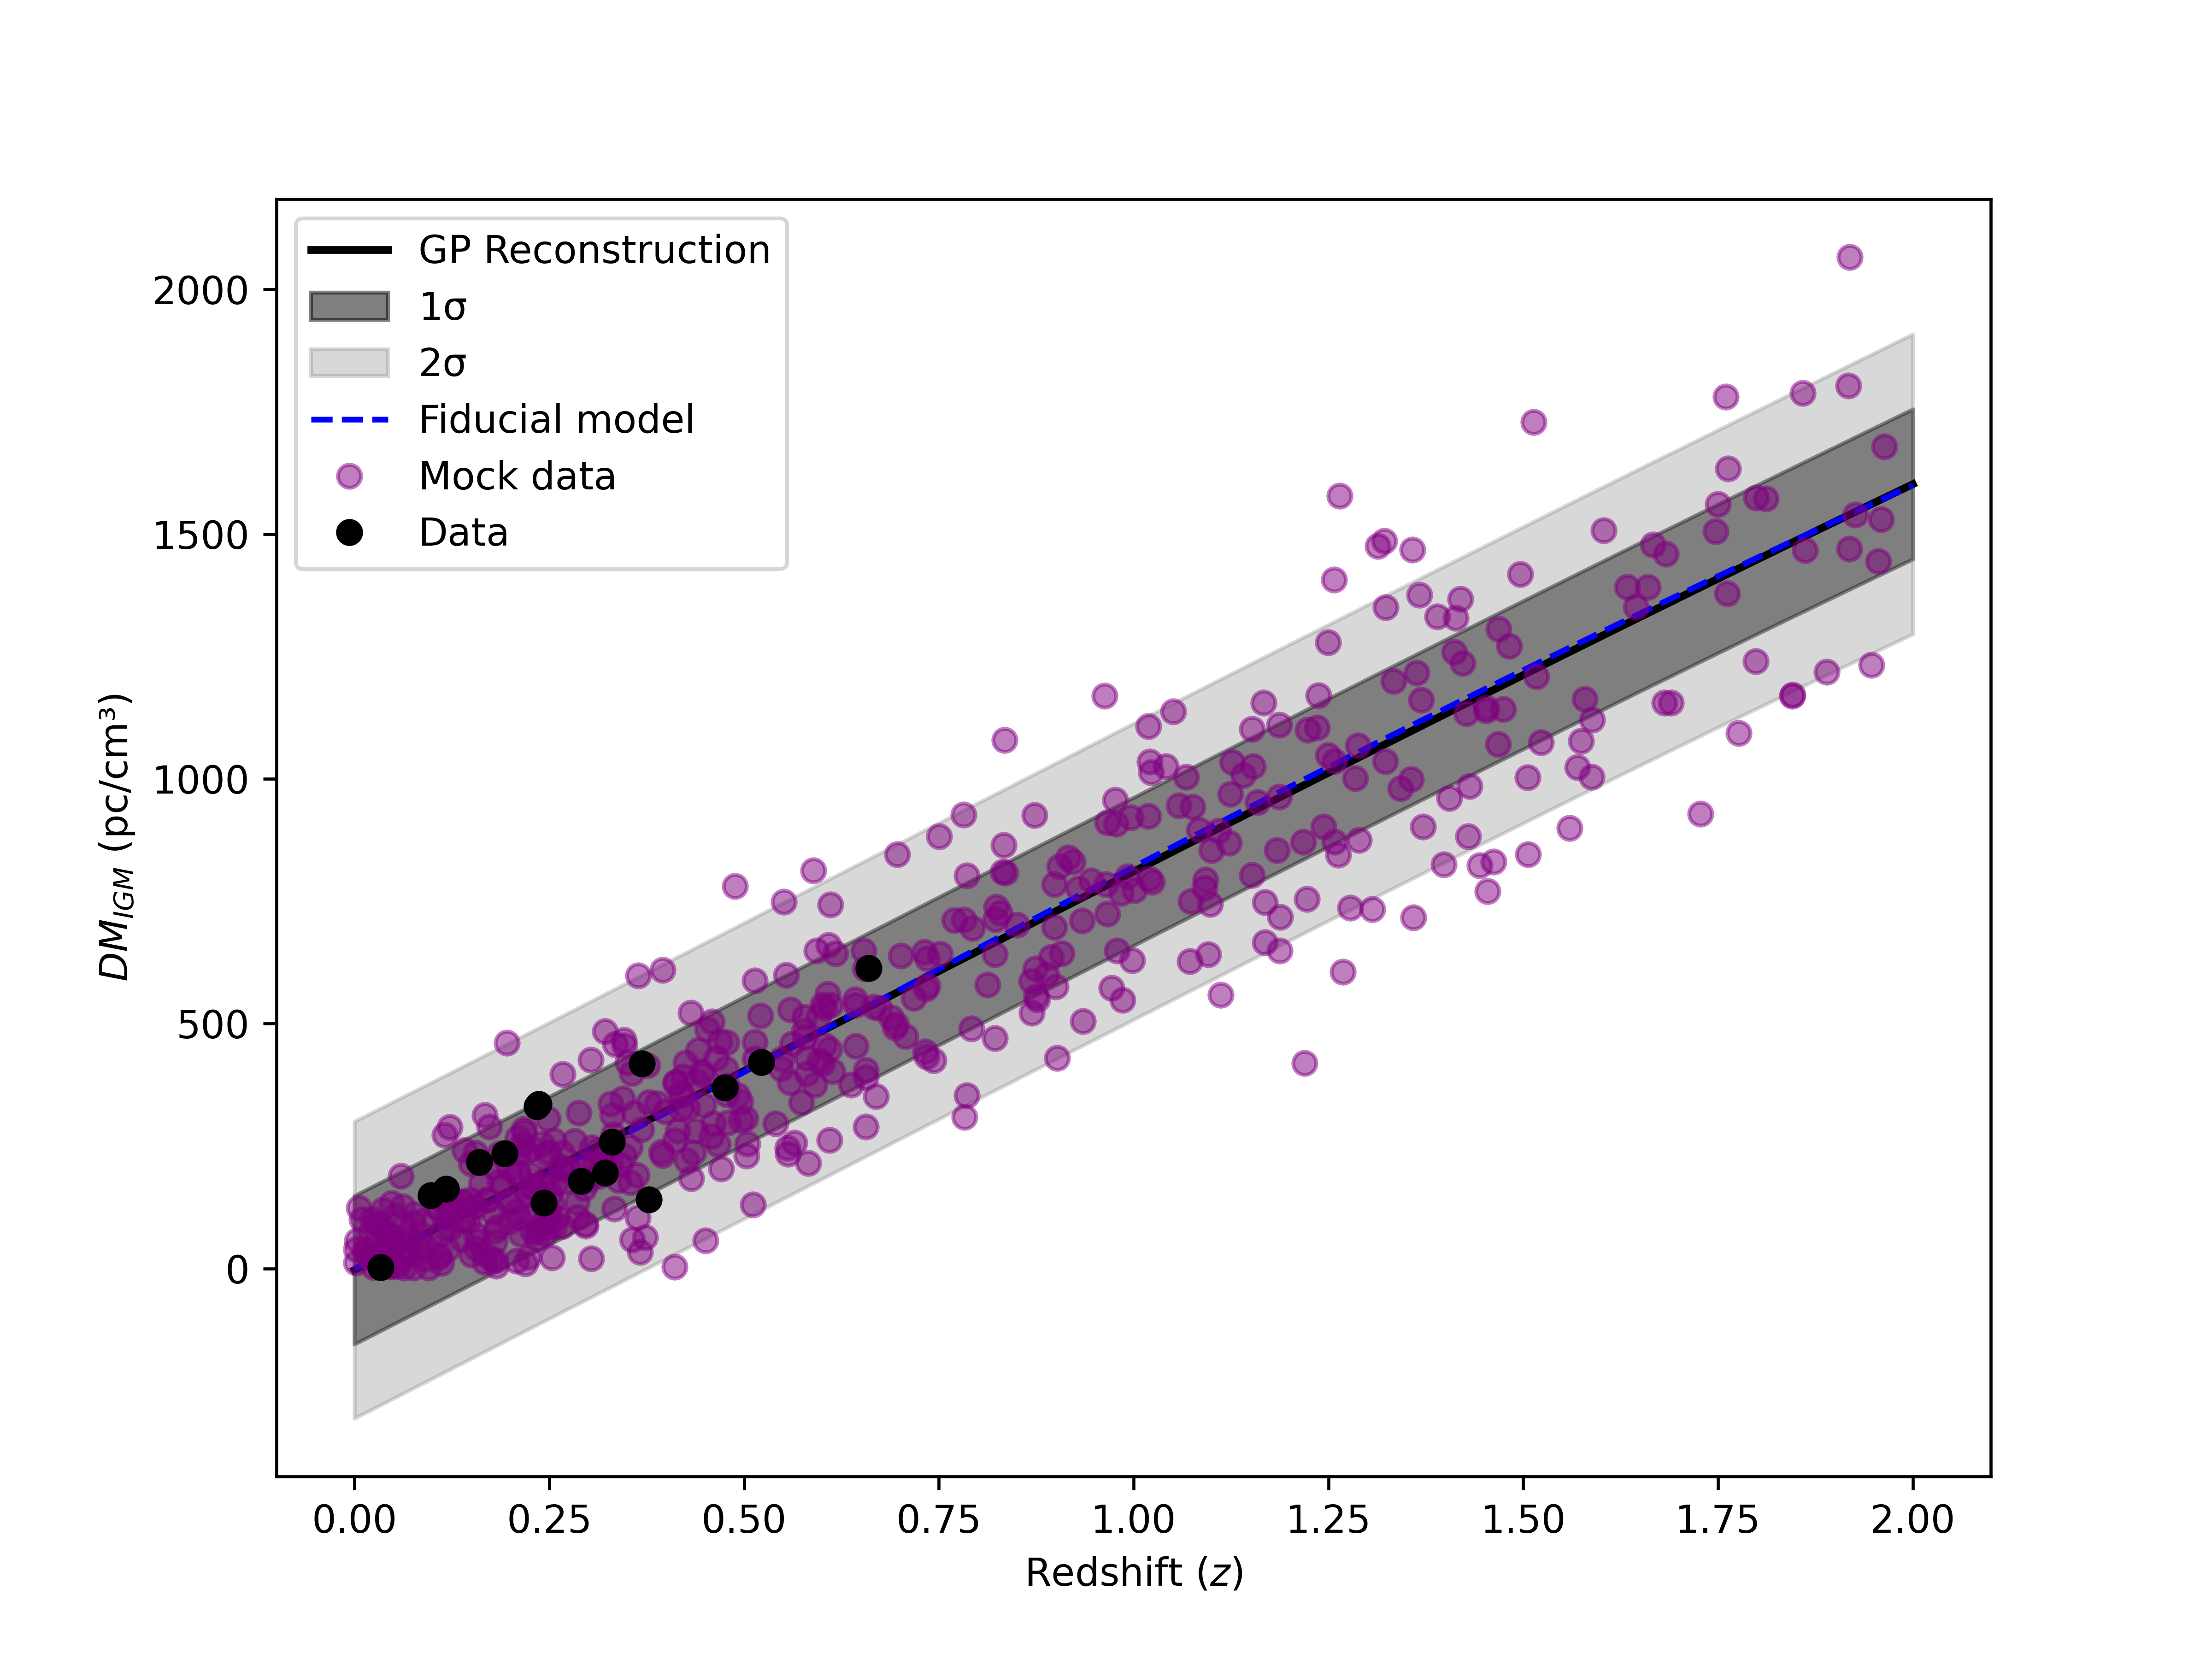 GP Reconstruction
1σ
2σ
Fiducial model
Mock data
Data
2000
1500
1000
500
0
DM_IGM (pc/cm³)
0.00 0.25 0.50 0.75 1.00 1.25 1.50 1.75 2.00
Redshift (z)